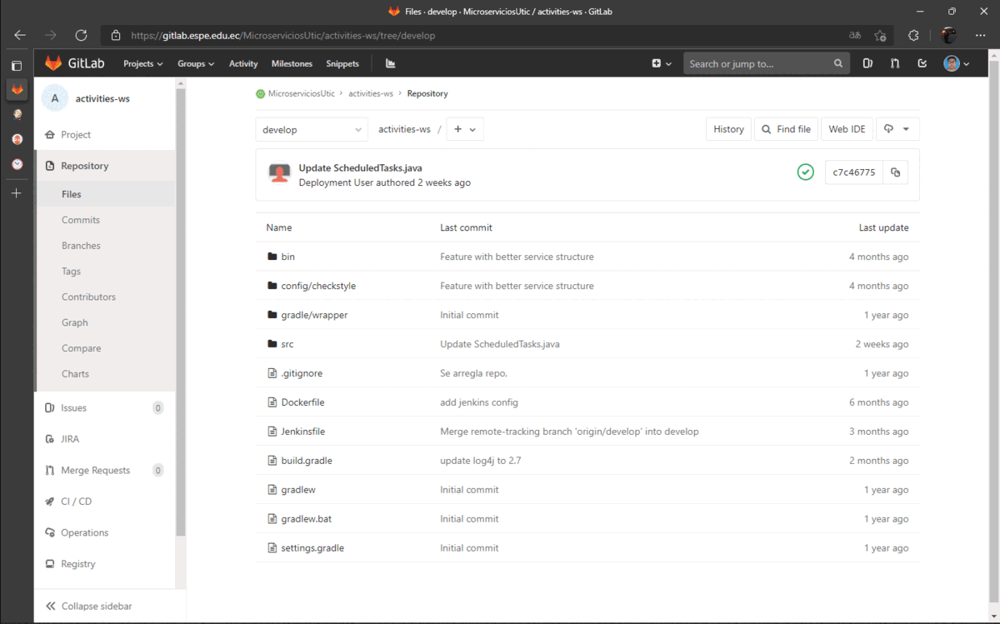 Files · develop · MicroserviciosUtic / activities-ws · GitLab
https://gitlab.espe.edu.ec/MicroserviciosUtic/activities-ws/tree/develop
GitLab Projects Groups Activity Milestones Snippets Search or jump to...
A activities-ws
Project
Repository
Files
Commits
Branches
Tags
Contributors
Graph
Compare
Charts
Issues 0
JIRA
Merge Requests 0
CI / CD
Operations
Registry
Collapse sidebar
MicroserviciosUtic > activities-ws > Repository
develop activities-ws / + History Find file Web IDE
Update ScheduledTasks.java
Deployment User authored 2 weeks ago
c7c46775
Name Last commit Last update
bin Feature with better service structure 4 months ago
config/checkstyle Feature with better service structure 4 months ago
gradle/wrapper Initial commit 1 year ago
src Update ScheduledTasks.java 2 weeks ago
.gitignore Se arregla repo, 1 year ago
Dockerfile add jenkins config 6 months ago
Jenkinsfile Merge remote-tracking branch 'origin/develop' into develop 3 months ago
build.gradle update log4j to 2.7 2 months ago
gradlew Initial commit 1 year ago
gradlew.bat Initial commit 1 year ago
settings.gradle Initial commit 1 year ago